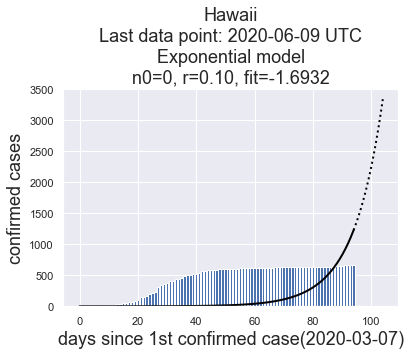 Hawaii
Last data point: 2020-06-09 UTC
Exponential model
n0=0, r=0.10, fit=-1.6932
3500
3000
2500
2000
1500
1000
500
0
confirmed cases
0 20 40 60 80 100
days since 1st confirmed case(2020-03-07)